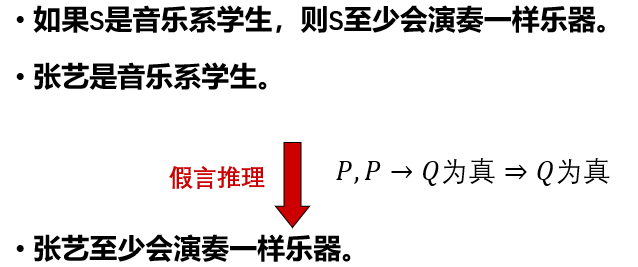 • 如果S是音乐系学生，则S至少会演奏一样乐器。
• 张艺是音乐系学生。
假言推理
P, P → Q为真 ⇒ Q为真
• 张艺至少会演奏一样乐器。